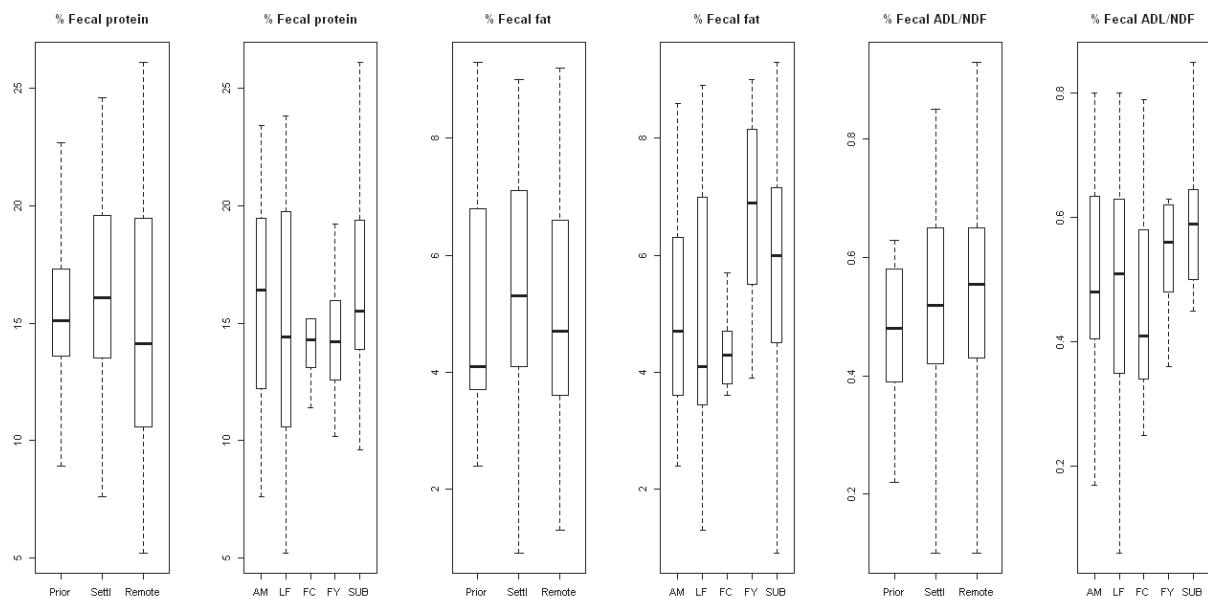 % Fecal protein
25
20
15
10
5
Prior Settl Remote
% Fecal protein
25
20
15
10
5
AM LF FC FY SUB
% Fecal fat
8
6
4
2
Prior Settl Remote
% Fecal fat
8
6
4
2
AM LF FC FY SUB
% Fecal ADL/NDF
0.8
0.6
0.4
0.2
Prior Settl Remote
% Fecal ADL/NDF
0.8
0.6
0.4
0.2
AM LF FC FY SUB